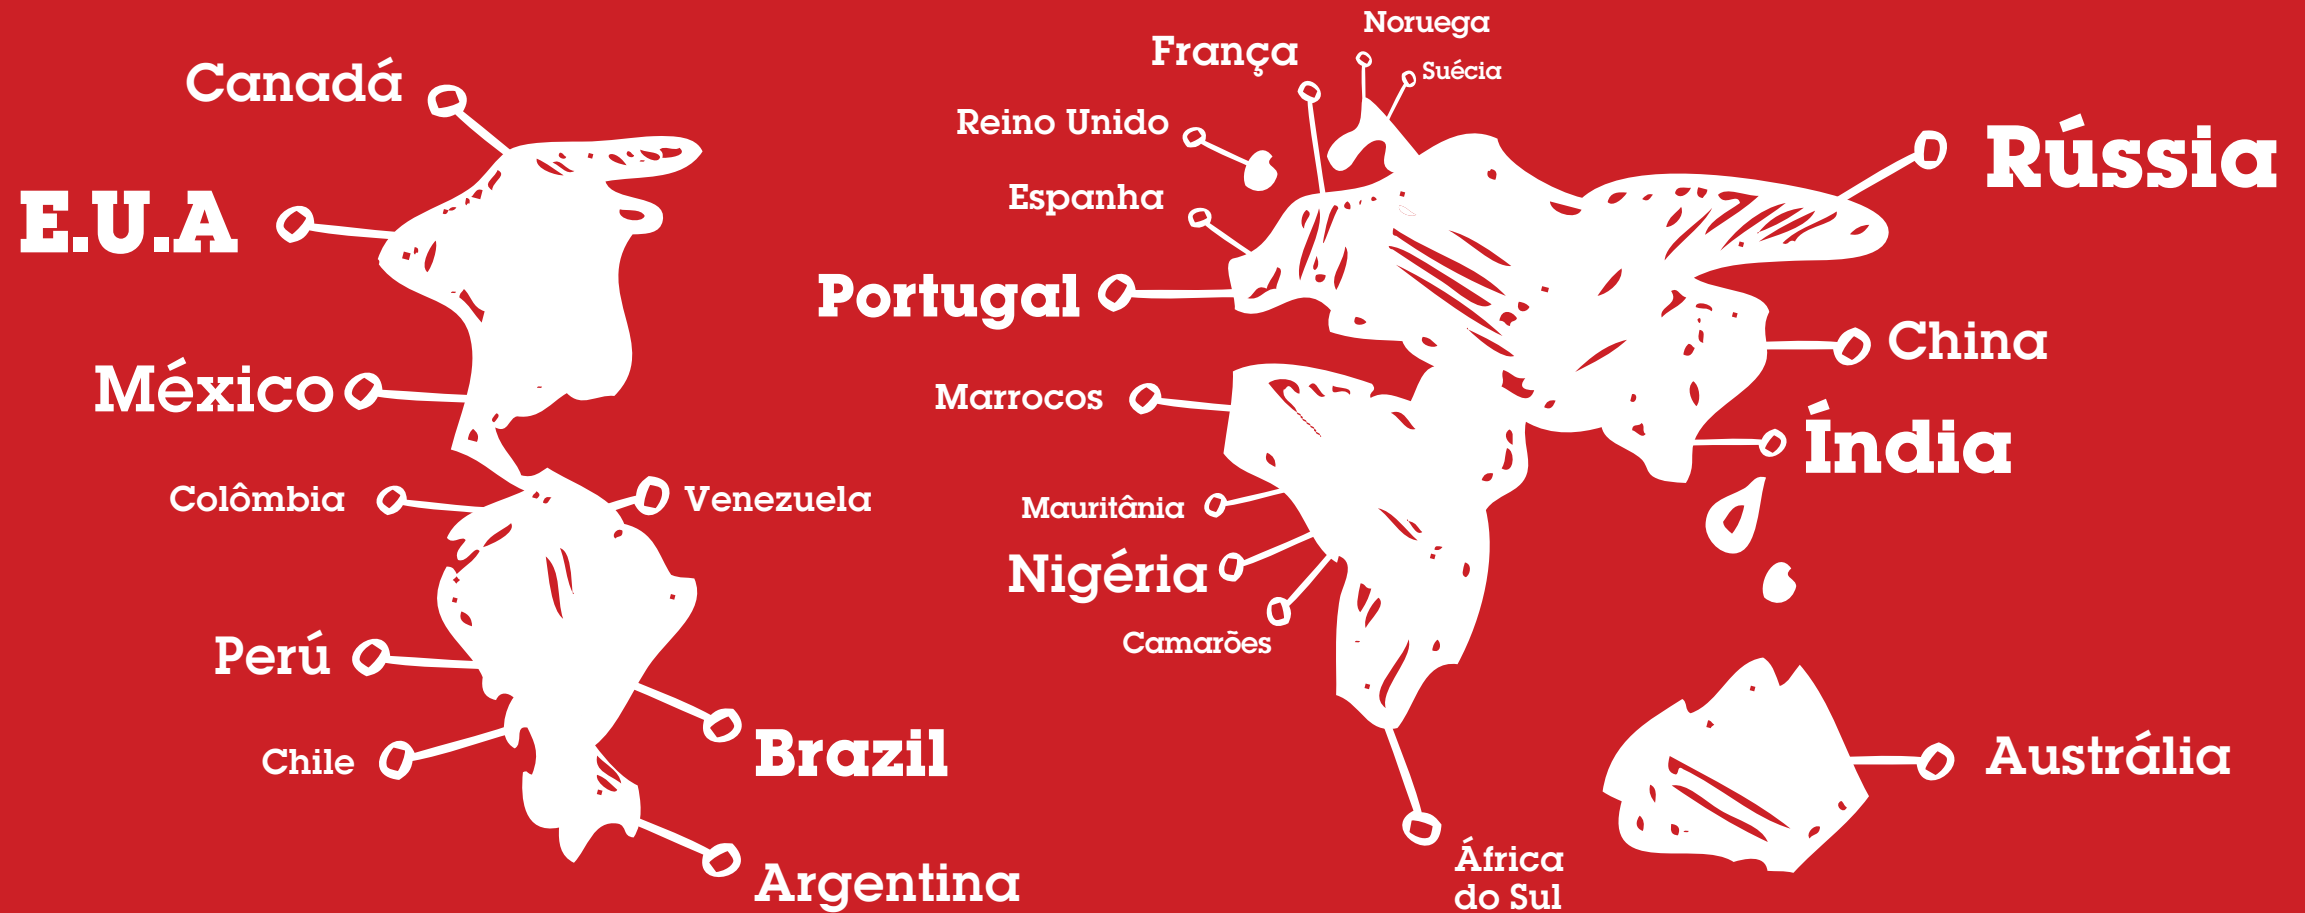 Canadá
E.U.A
México
Colômbia
Venezuela
Perú
Chile
Brazil
Argentina
Noruega
França
Suécia
Reino Unido
Espanha
Portugal
Rússia
China
Índia
Marrocos
Mauritânia
Nigéria
Camarões
África
do Sul
Austrália